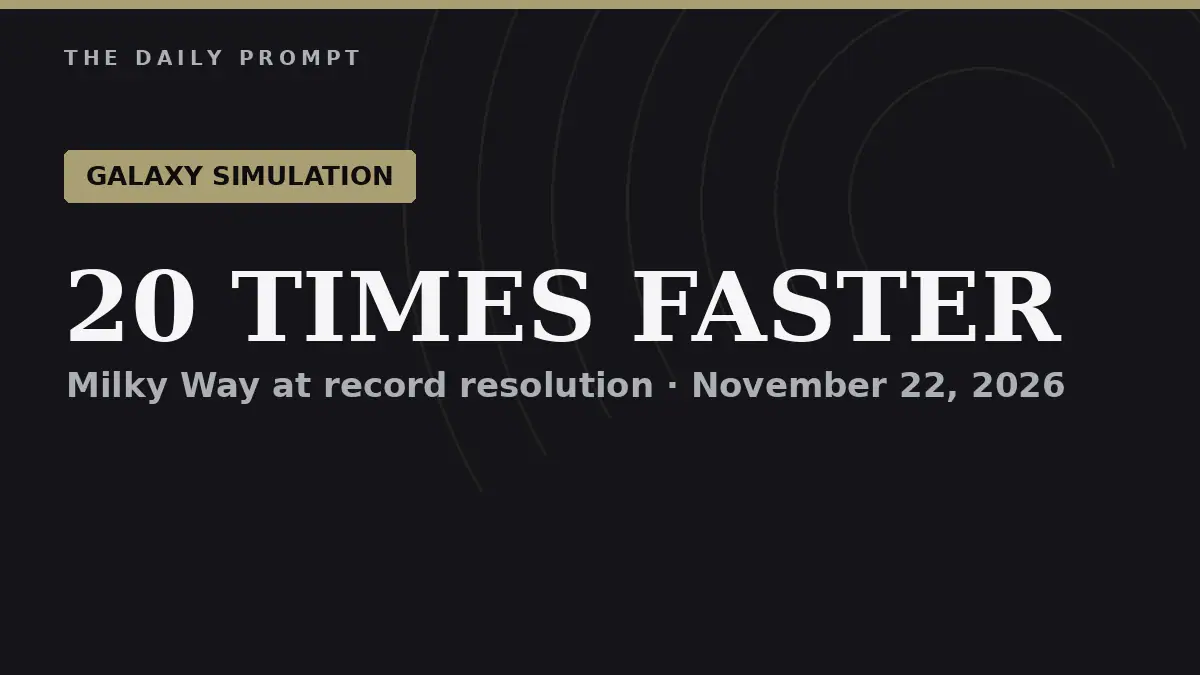 THE DAILY PROMPT
GALAXY SIMULATION
20 TIMES FASTER
Milky Way at record resolution · November 22, 2026